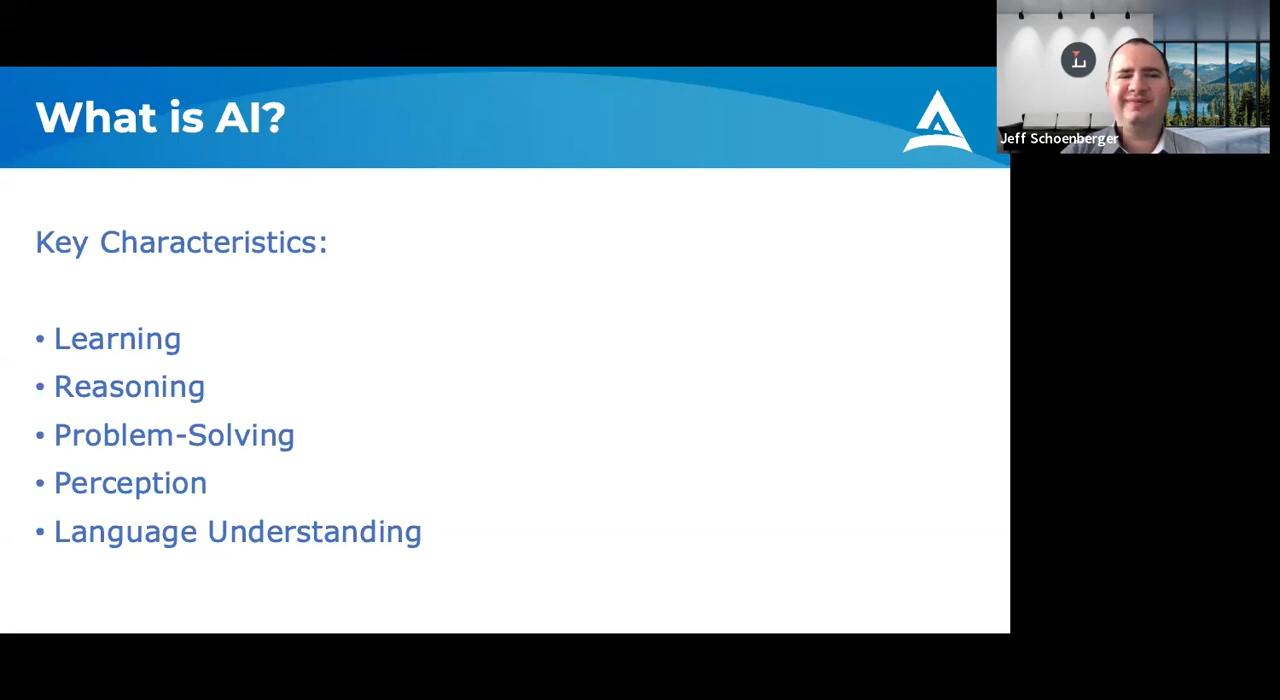 What is AI?
Jeff Schoenberger
Key Characteristics:
• Learning
• Reasoning
• Problem-Solving
• Perception
• Language Understanding